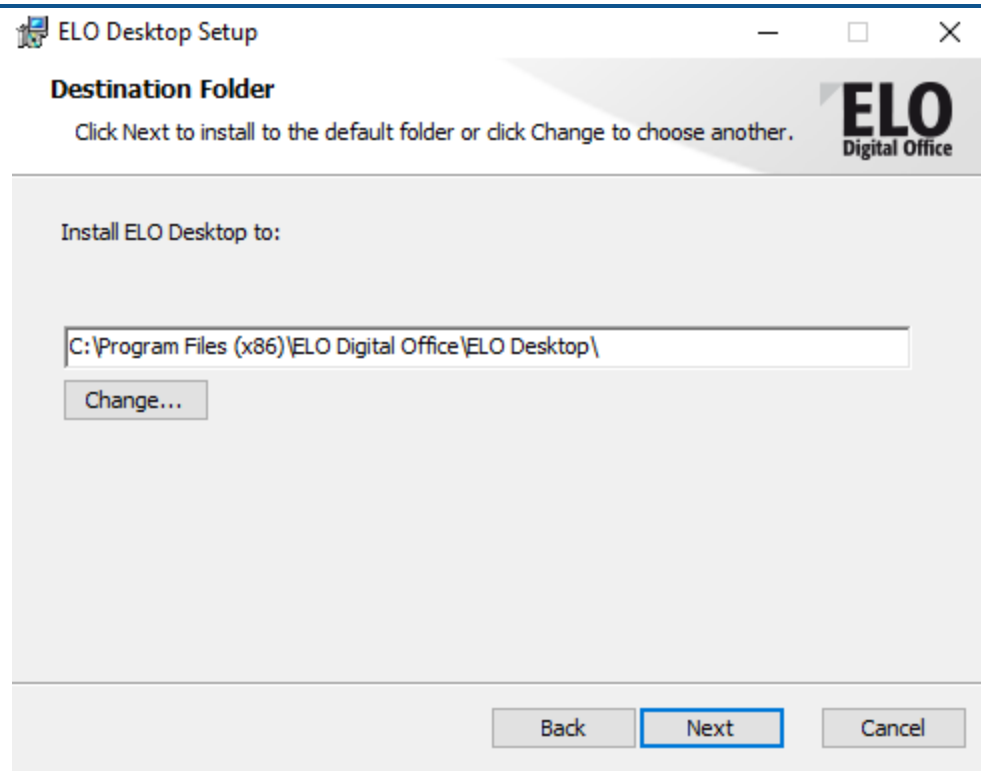 ELO Desktop Setup
Destination Folder
Click Next to install to the default folder or click Change to choose another.
ELO
Digital Office
Install ELO Desktop to:
C:\Program Files (x86)\ELO Digital Office\ELO Desktop\
Change...
Back Next Cancel